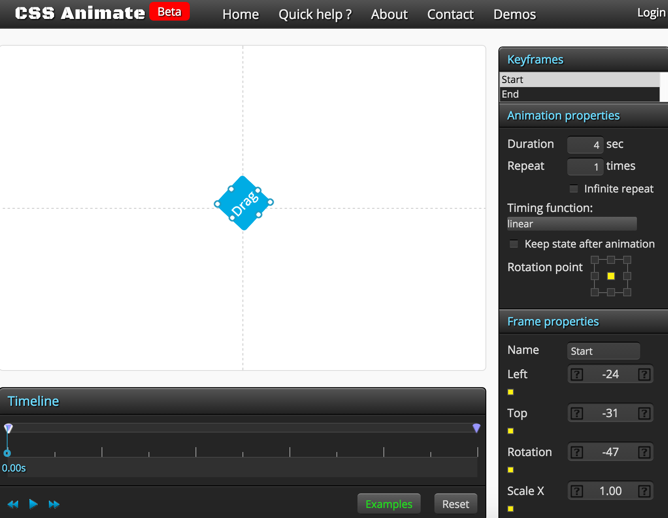 CSS Animate Beta
Home Quick help ? About Contact Demos Login
Drag
Timeline
0.00s
Examples Reset
Keyframes
Start
End
Animation properties
Duration 4 sec
Repeat 1 times
Infinite repeat
Timing function:
linear
Keep state after animation
Rotation point
Frame properties
Name Start
Left ? -24 ?
Top ? -31 ?
Rotation ? -47 ?
Scale X ? 1.00 ?